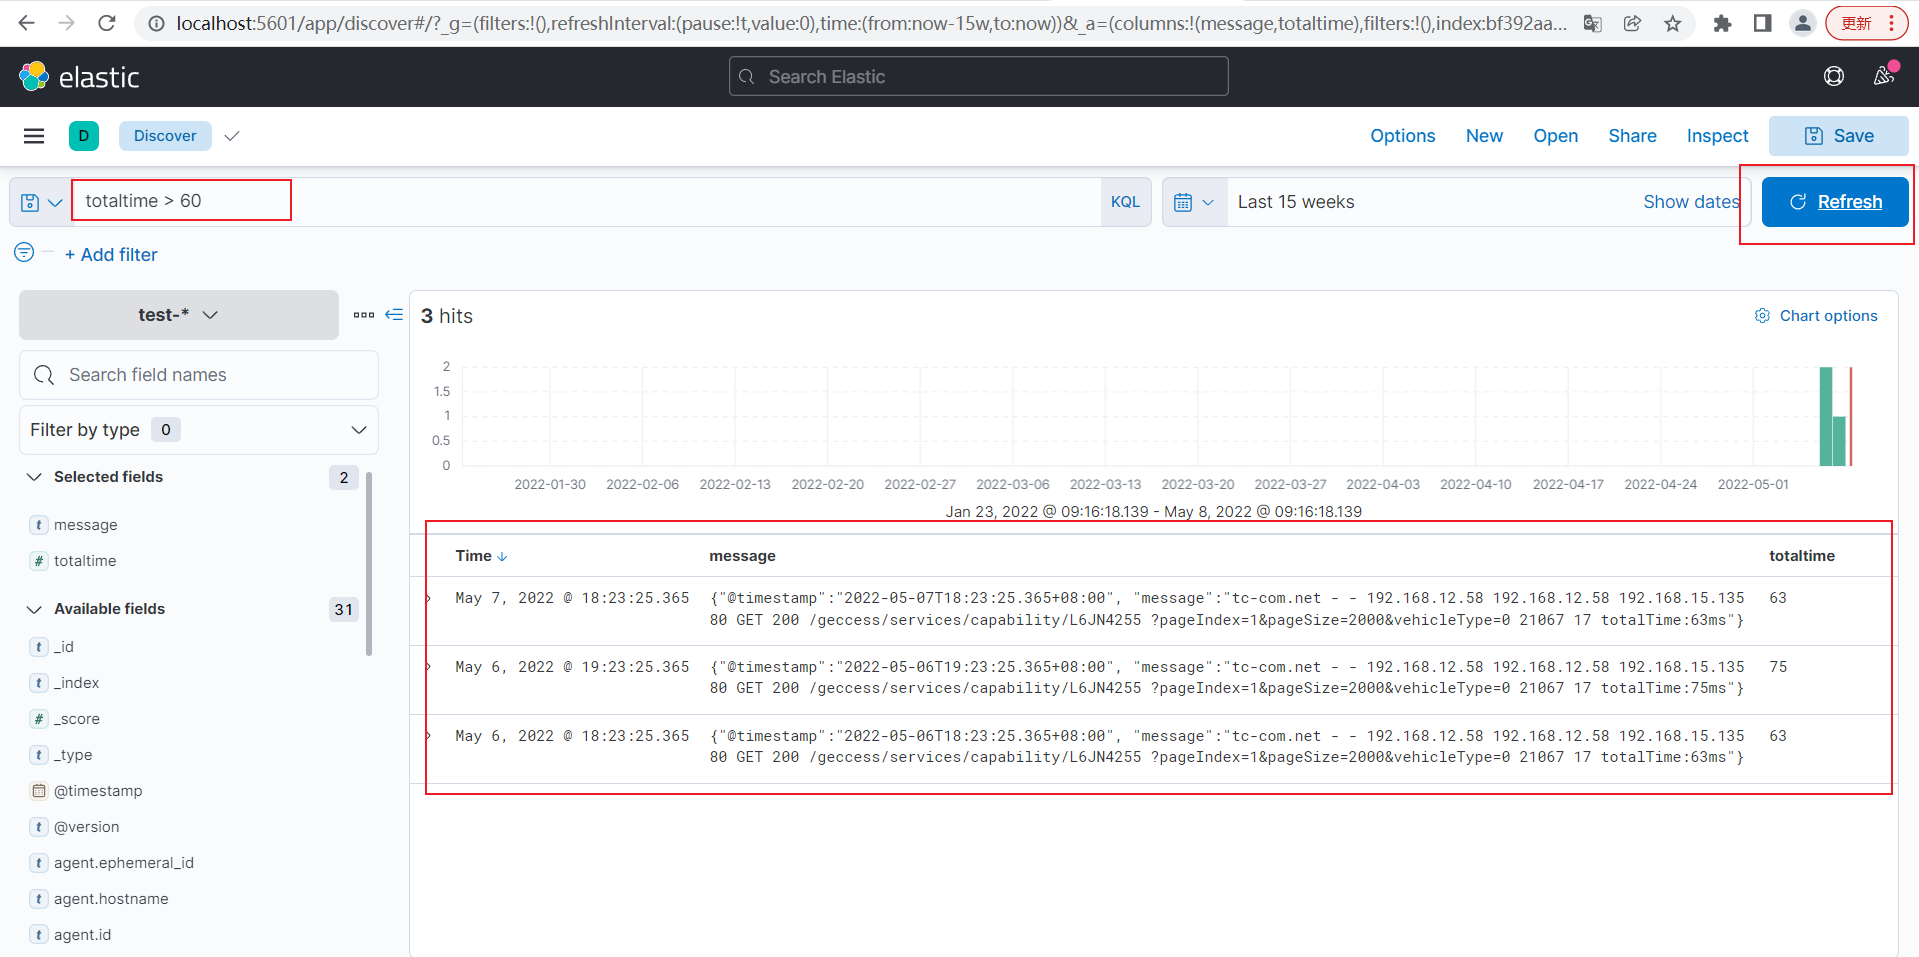 localhost:5601/app/discover#/?_g=(filters:!(),refreshInterval:(pause:!t,value:0),time:(from:now-15w,to:now))&_a=(columns:!(message,totaltime),filters:!(),index:bf392aa...
更新
elastic
Search Elastic
D
Discover
Options
New
Open
Share
Inspect
Save
totaltime > 60
KQL
Last 15 weeks
Show dates
Refresh
+ Add filter
test-*
3 hits
Chart options
Search field names
Filter by type 0
Selected fields 2
t message
# totaltime
Available fields 31
t _id
t _index
# _score
t _type
@timestamp
t @version
t agent.ephemeral_id
t agent.hostname
t agent.id
2
1.5
1
0.5
0
2022-01-30 2022-02-06 2022-02-13 2022-02-20 2022-02-27 2022-03-06 2022-03-13 2022-03-20 2022-03-27 2022-04-03 2022-04-10 2022-04-17 2022-04-24 2022-05-01
Jan 23, 2022 @ 09:16:18.139 - May 8, 2022 @ 09:16:18.139
Time message totaltime
May 7, 2022 @ 18:23:25.365 {"@timestamp":"2022-05-07T18:23:25.365+08:00", "message":"tc-com.net - - 192.168.12.58 192.168.12.58 192.168.15.135 63
80 GET 200 /geccess/services/capability/L6JN4255 ?pageIndex=1&pageSize=2000&vehicleType=0 21067 17 totalTime:63ms"}
May 6, 2022 @ 19:23:25.365 {"@timestamp":"2022-05-06T19:23:25.365+08:00", "message":"tc-com.net - - 192.168.12.58 192.168.12.58 192.168.15.135 75
80 GET 200 /geccess/services/capability/L6JN4255 ?pageIndex=1&pageSize=2000&vehicleType=0 21067 17 totalTime:75ms"}
May 6, 2022 @ 18:23:25.365 {"@timestamp":"2022-05-06T18:23:25.365+08:00", "message":"tc-com.net - - 192.168.12.58 192.168.12.58 192.168.15.135 63
80 GET 200 /geccess/services/capability/L6JN4255 ?pageIndex=1&pageSize=2000&vehicleType=0 21067 17 totalTime:63ms"}